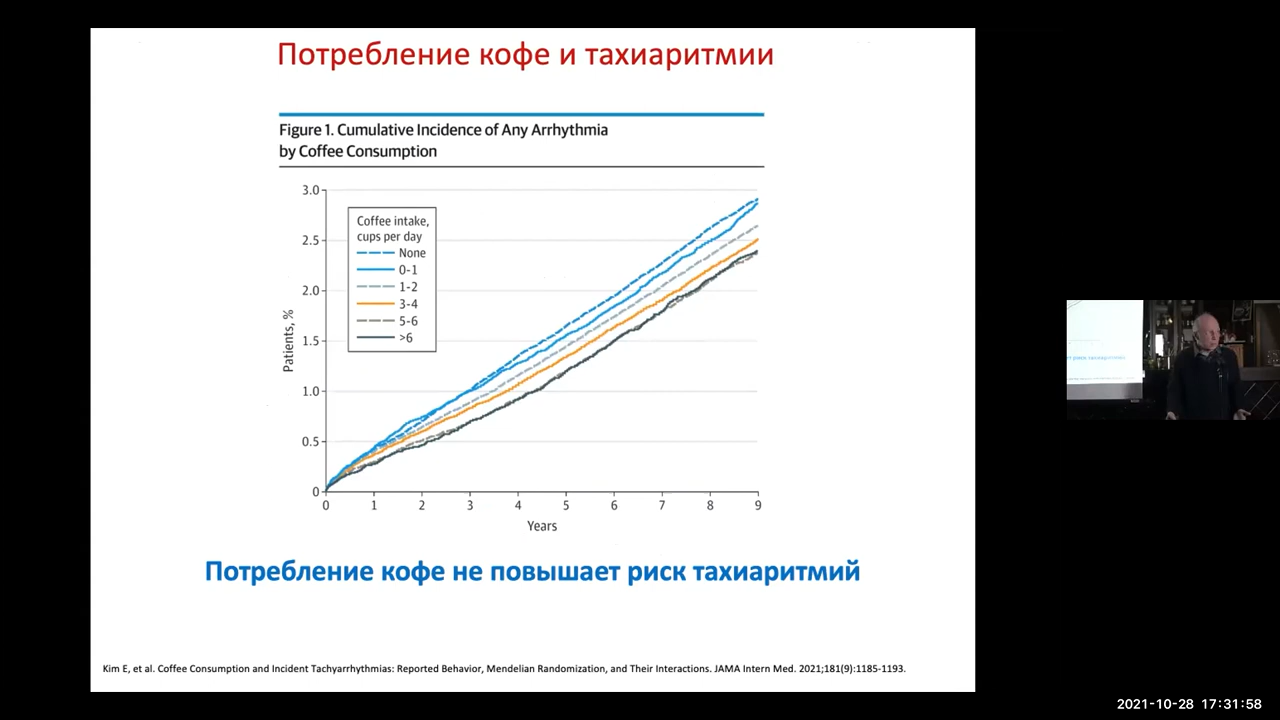 Потребление кофе и тахиаритмии
Figure 1. Cumulative Incidence of Any Arrhythmia
by Coffee Consumption
3.0
2.5
2.0
1.5
1.0
0.5
0
Patients, %
Coffee intake,
cups per day
None
0-1
1-2
3-4
5-6
>6
0 1 2 3 4 5 6 7 8 9
Years
Потребление кофе не повышает риск тахиаритмий
Kim E, et al. Coffee Consumption and Incident Tachyarrhythmias: Reported Behavior, Mendelian Randomization, and Their Interactions. JAMA Intern Med. 2021;181(9):1185-1193.
риск тахиаритмий
2021-10-28 17:31:58